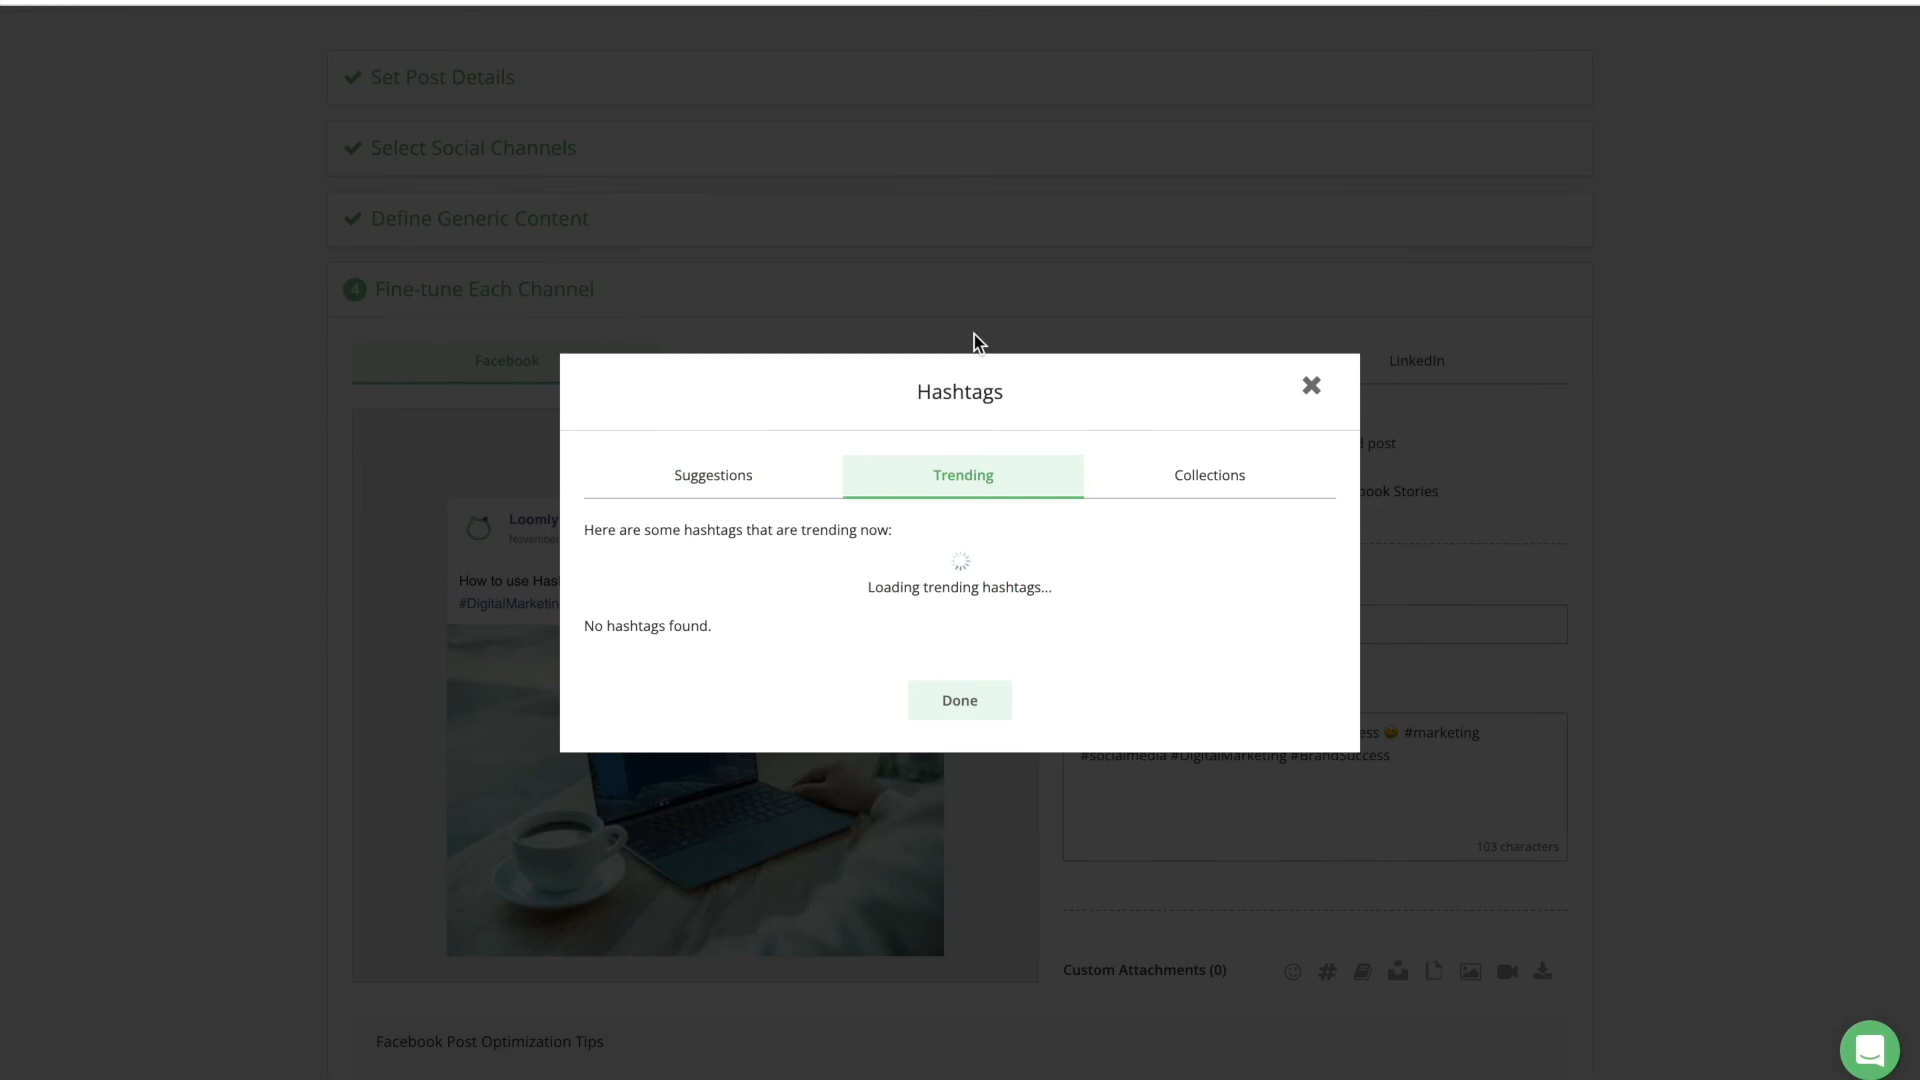 Set Post Details
Select Social Channels
Define Generic Content
4 Fine-tune Each Channel
Facebook
LinkedIn
Hashtags
Suggestions
Trending
Collections
Here are some hashtags that are trending now:
Loading trending hashtags...
No hashtags found.
Done
Loomly
November
How to use Has
#DigitalMarketin
post
ook Stories
ess 😀 #marketing
#socialmedia #DigitalMarketing #BrandSuccess
103 characters
Custom Attachments (0)
Facebook Post Optimization Tips